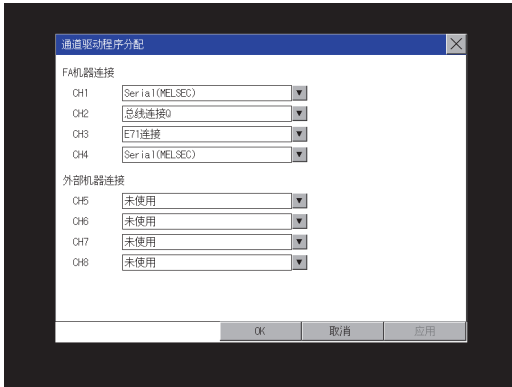 通道驱动程序分配
FA机器连接
CH1 Serial(MELSEC)
CH2 总线连接Q
CH3 E71连接
CH4 Serial(MELSEC)
外部机器连接
CH5 未使用
CH6 未使用
CH7 未使用
CH8 未使用
OK 取消 应用